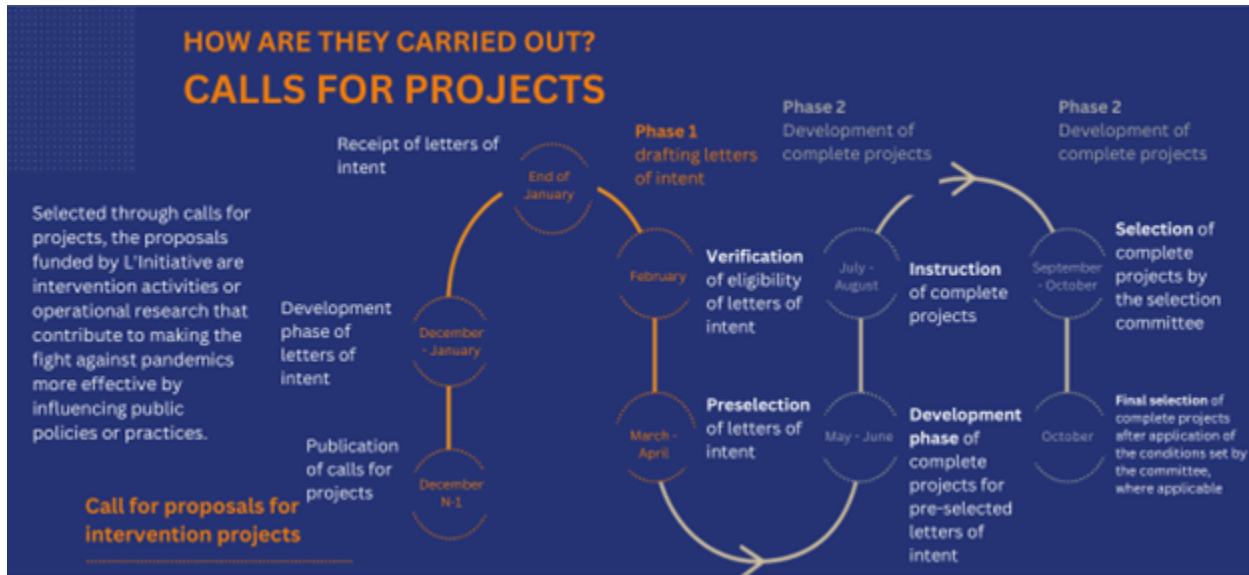 HOW ARE THEY CARRIED OUT?
CALLS FOR PROJECTS
Selected through calls for
projects, the proposals
funded by L'Initiative are
intervention activities or
operational research that
contribute to making the
fight against pandemics
more effective by
influencing public
policies or practices.
Call for proposals for
intervention projects
Publication
of calls for
projects
December
N-1
Development
phase of
letters of
intent
December
- January
Receipt of letters of
intent
End of
January
Phase 1
drafting letters
of intent
February
Verification
of eligibility
of letters of
intent
March -
April
Preselection
of letters of
intent
Phase 2
Development of
complete projects
May - June
Development
phase of
complete
projects for
pre-selected
letters of
intent
July -
August
Instruction
of complete
projects
Phase 2
Development of
complete projects
September
- October
Selection of
complete
projects by
the selection
committee
October
Final selection of
complete projects
after application of
the conditions set by
the committee,
where applicable